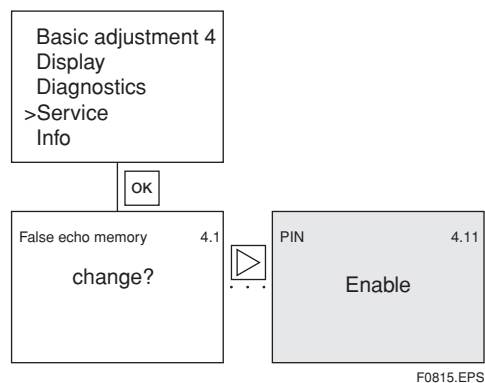 Basic adjustment 4
Display
Diagnostics
>Service
Info
OK
False echo memory 4.1
change?
PIN 4.11
Enable
F0815.EPS